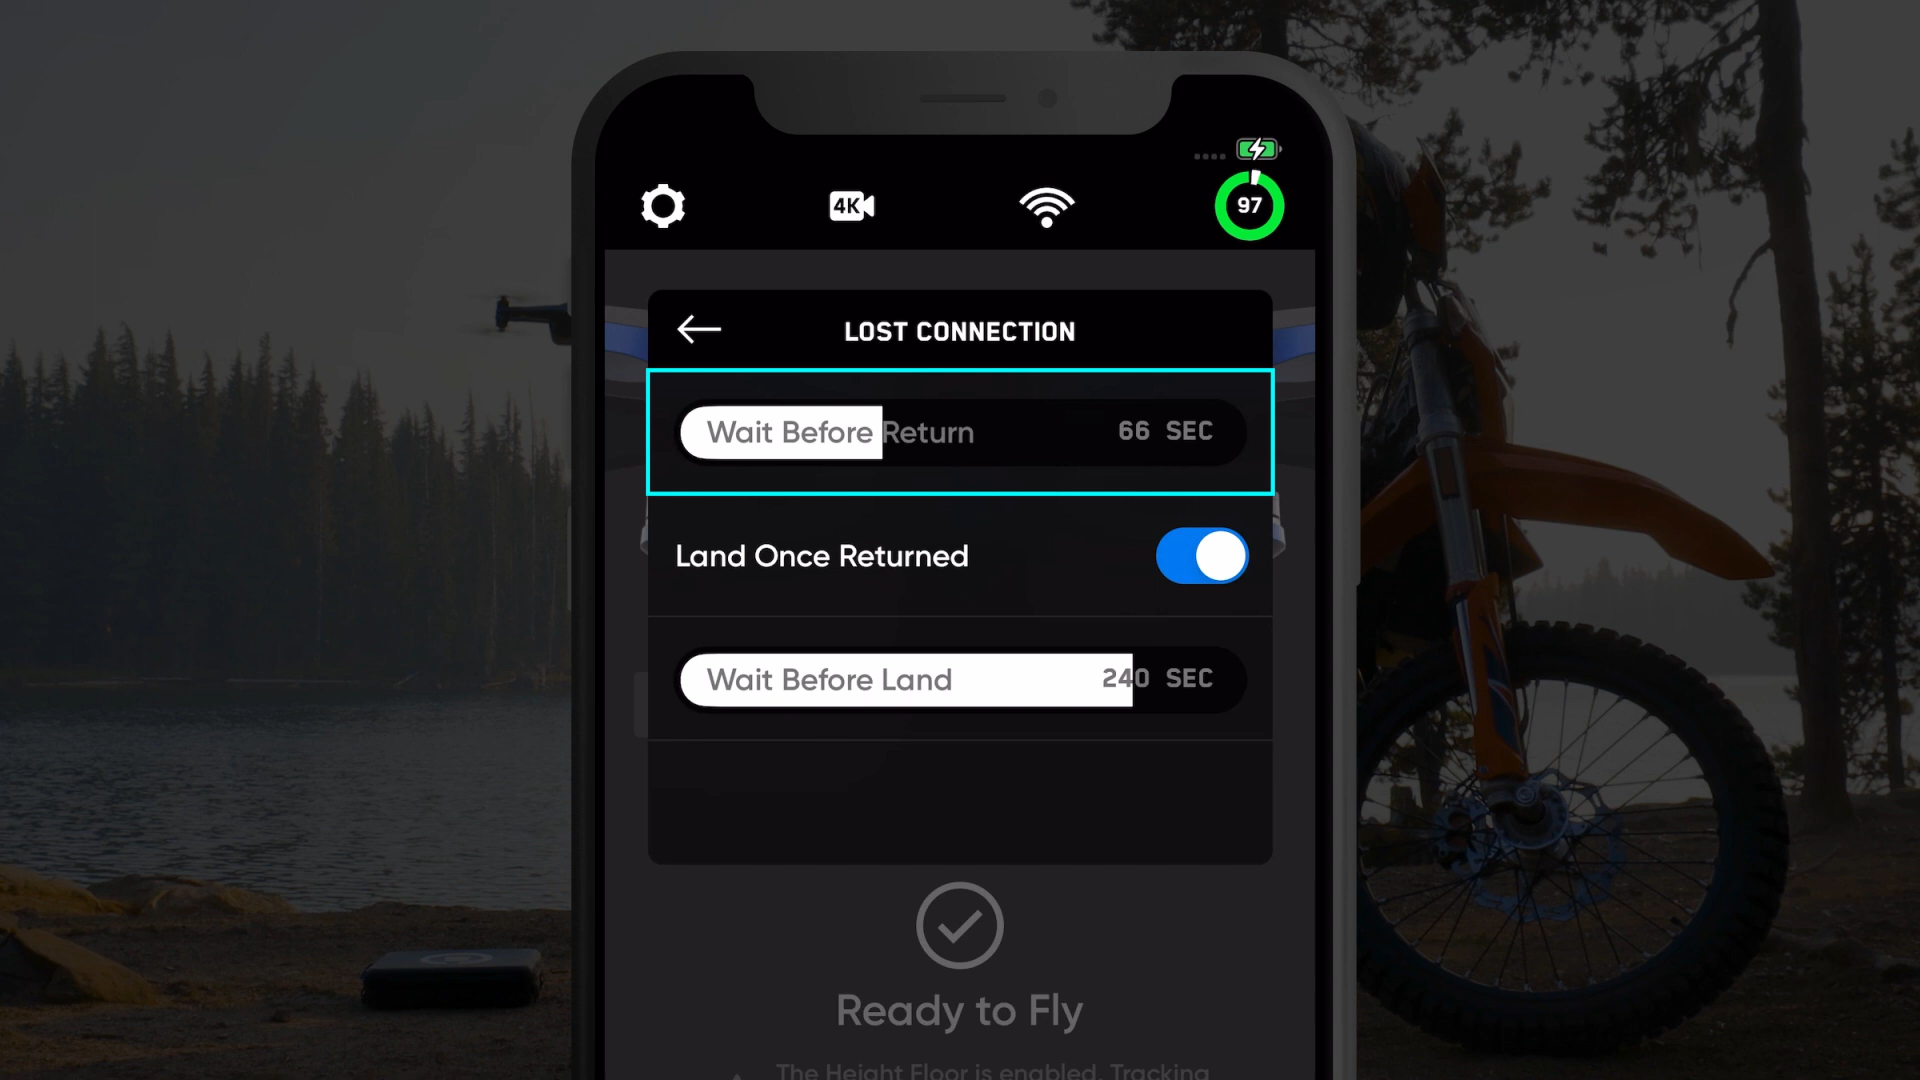 4K
97
LOST CONNECTION
Wait Before Return 66 SEC
Land Once Returned
Wait Before Land 240 SEC
Ready to Fly
The Height Floor is enabled. Tracking